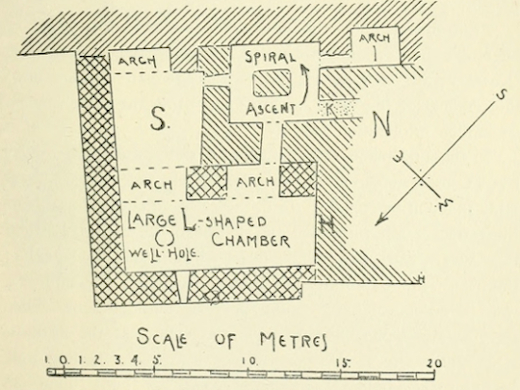 ARCH
SPIRAL
ARCH
I
ASCENT
K
S.
N
S
E
W
ARCH
ARCH
LARGE L-SHAPED
CHAMBER
WELL-HOLE.
H
SCALE OF METRES
1. 0. 1. 2. 3. 4. 5. 10. 15. 20